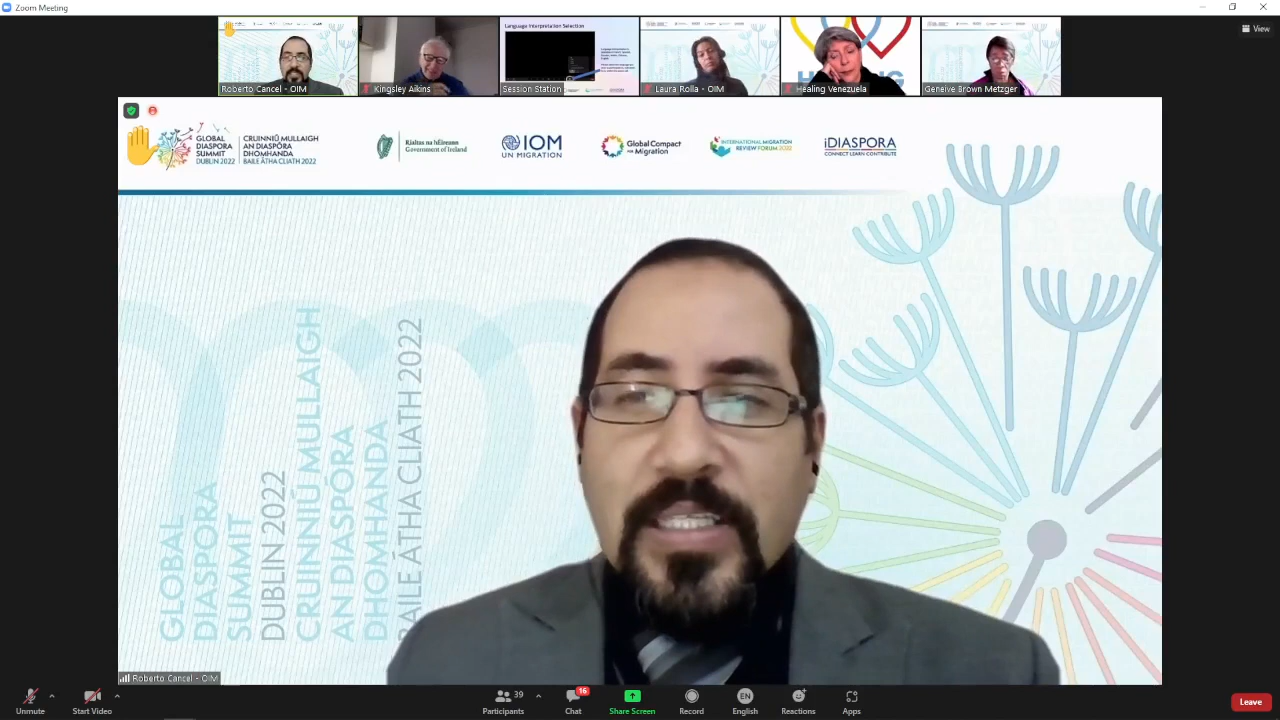 Zoom Meeting
View
Roberto Cancel - OIM
Kingsley Aikins
Language Interpretation Selection
Session Station
Laura Rolla - OIM
Healing Venezuela
Geneive Brown Metzger
GLOBAL
DIASPORA
SUMMIT
DUBLIN 2022
CRUINNIÚ MULLAIGH
AN DIASPÓRA
DHOMHANDA
BAILE ÁTHA CLIATH 2022
Rialtas na hÉireann
Government of Ireland
IOM
UN MIGRATION
Global Compact
FOR Migration
INTERNATIONAL MIGRATION
REVIEW FORUM 2022
iDIASPORA
CONNECT LEARN CONTRIBUTE
GLOBAL
DIASPORA
SUMMIT
DUBLIN 2022
CRUINNIÚ MULLAIGH
AN DIASPÓRA
DHOMHANDA
BAILE ÁTHACLIATH 2022
Roberto Cancel - OIM
Unmute
Start Video
39
Participants
16
Chat
Share Screen
Record
EN
English
Reactions
Apps
Leave